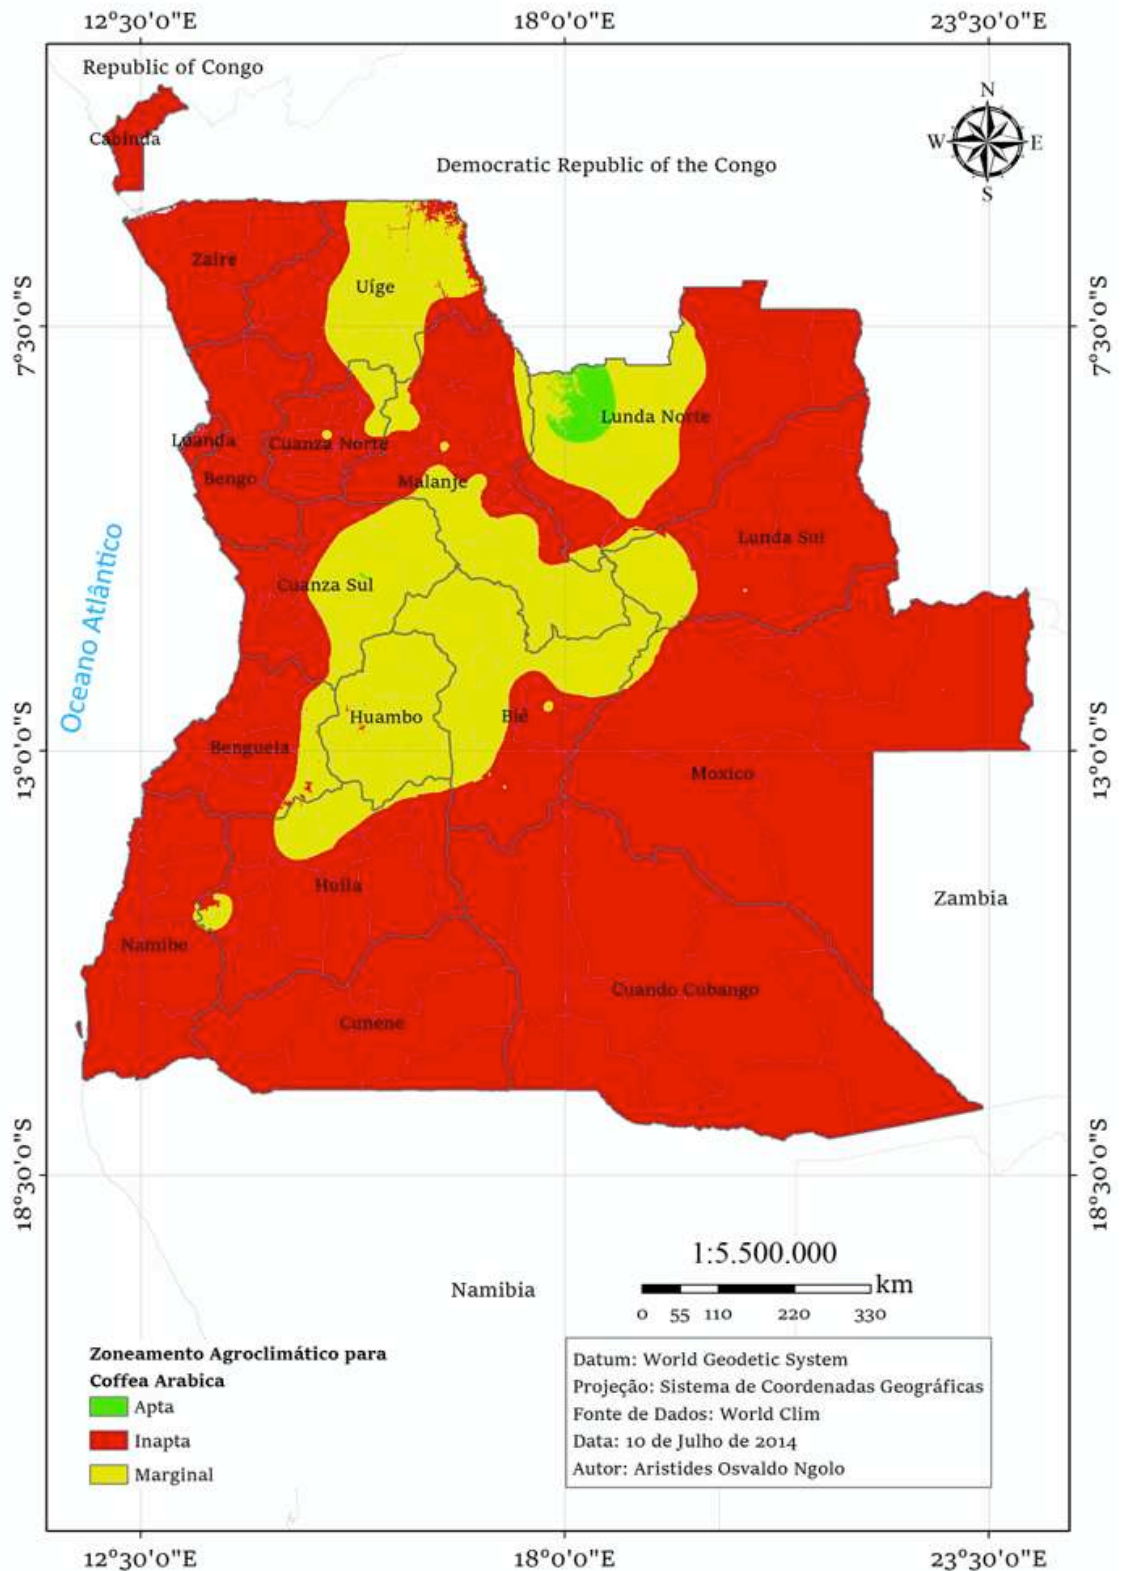 12°30'0"E 18°0'0"E 23°30'0"E
Republic of Congo
N
Cabinda
W E
Democratic Republic of the Congo
S
Zaire
Uíge
7°30'0"S 7°30'0"S
Lunda Norte
Luanda Cuanza Norte
Bengo Malanje
Lunda Sul
Cuanza Sul
Oceano Atlântico
Huambo Bié
Benguela
13°0'0"S 13°0'0"S
Moxico
Huíla
Zambia
Namibe
Cuando Cubango
Cunene
18°30'0"S 18°30'0"S
1:5.500.000
km
0 55 110 220 330
Namibia
Zoneamento Agroclimático para
Coffea Arabica
Apta
Inapta
Marginal
Datum: World Geodetic System
Projeção: Sistema de Coordenadas Geográficas
Fonte de Dados: World Clim
Data: 10 de Julho de 2014
Autor: Aristides Osvaldo Ngolo
12°30'0"E 18°0'0"E 23°30'0"E